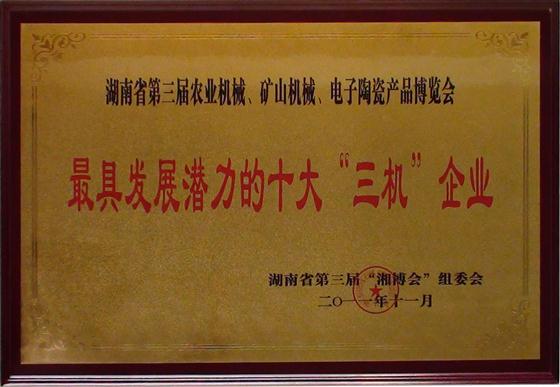 湖南省第三届农业机械、矿山机械、电子陶瓷产品博览会
最具发展潜力的十大“三机”企业
湖南省第三届“湘博会”组委会
二〇一一年十一月